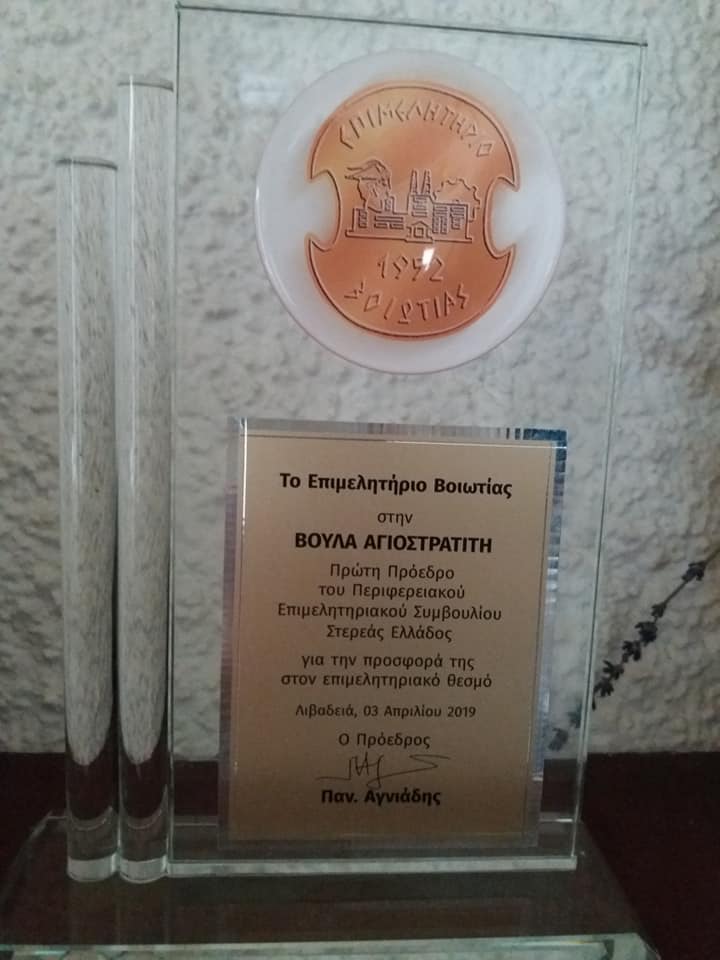 ΕΠΙΜΕΛΗΤΗΡΙΟ
1952
ΒΟΙΩΤΙΑΣ
Το Επιμελητήριο Βοιωτίας
στην
ΒΟΥΛΑ ΑΓΙΟΣΤΡΑΤΙΤΗ
Πρώτη Πρόεδρο
του Περιφερειακού
Επιμελητηριακού Συμβουλίου
Στερεάς Ελλάδος
για την προσφορά της
στον επιμελητηριακό θεσμό
Λιβαδειά, 03 Απριλίου 2019
Ο Πρόεδρος
Παν. Αγνιάδης